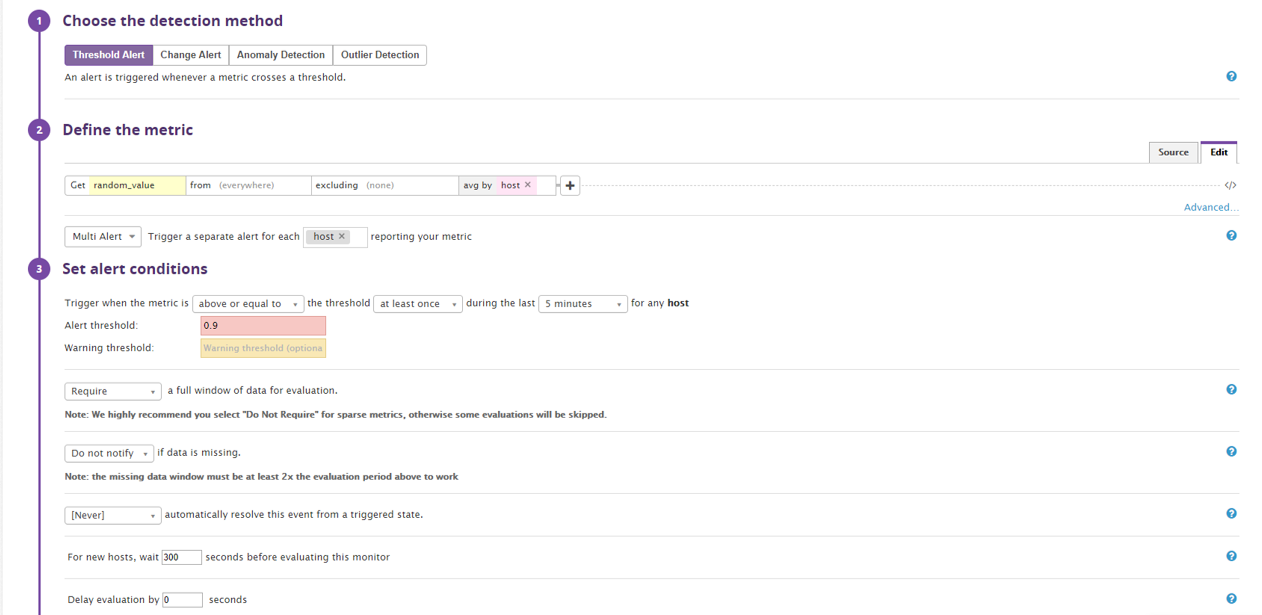 1 Choose the detection method
Threshold Alert Change Alert Anomaly Detection Outlier Detection
An alert is triggered whenever a metric crosses a threshold.
2 Define the metric
Source Edit
Get random_value from (everywhere) excluding (none) avg by host × + </>
Advanced...
Multi Alert Trigger a separate alert for each host × reporting your metric
3 Set alert conditions
Trigger when the metric is above or equal to the threshold at least once during the last 5 minutes for any host
Alert threshold: 0.9
Warning threshold: Warning threshold (optiona
Require a full window of data for evaluation.
Note: We highly recommend you select "Do Not Require" for sparse metrics, otherwise some evaluations will be skipped.
Do not notify if data is missing.
Note: the missing data window must be at least 2x the evaluation period above to work
[Never] automatically resolve this event from a triggered state.
For new hosts, wait 300 seconds before evaluating this monitor
Delay evaluation by 0 seconds